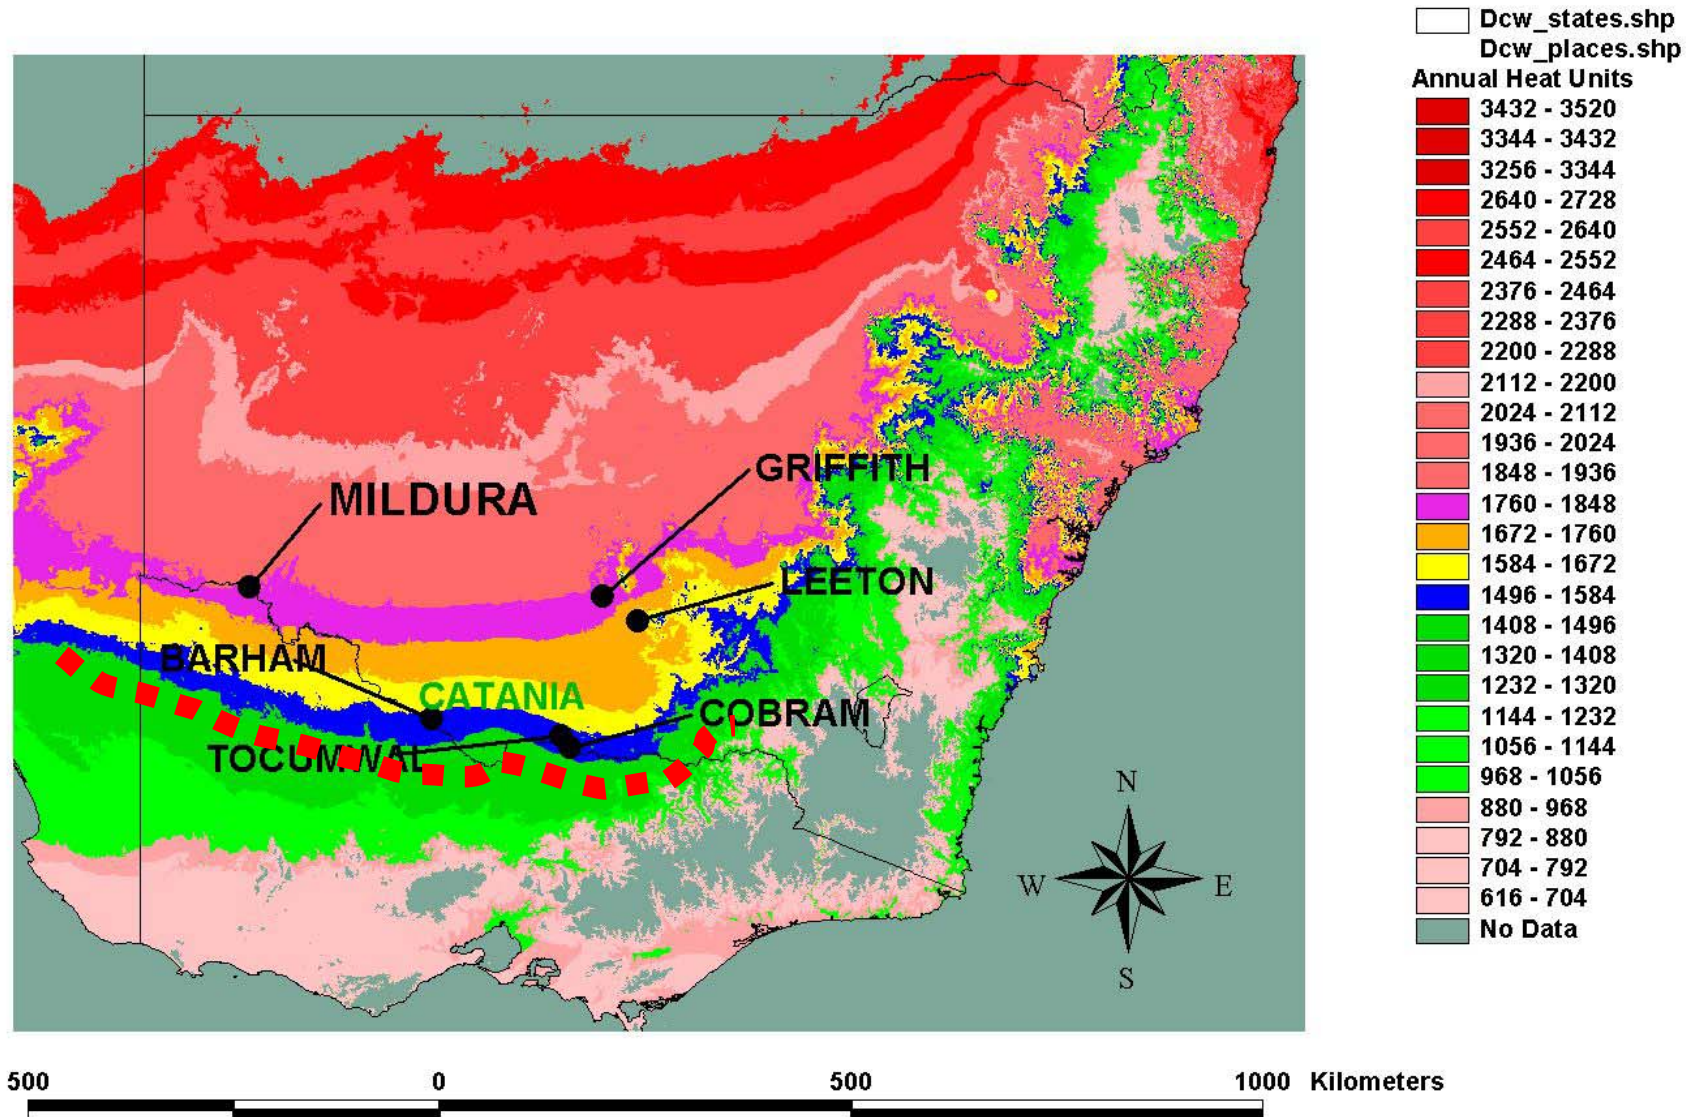 Dcw_states.shp
Dcw_places.shp
Annual Heat Units
3432 - 3520
3344 - 3432
3256 - 3344
2640 - 2728
2552 - 2640
2464 - 2552
2376 - 2464
2288 - 2376
2200 - 2288
2112 - 2200
2024 - 2112
1936 - 2024
1848 - 1936
1760 - 1848
1672 - 1760
1584 - 1672
1496 - 1584
1408 - 1496
1320 - 1408
1232 - 1320
1144 - 1232
1056 - 1144
968 - 1056
880 - 968
792 - 880
704 - 792
616 - 704
No Data
GRIFFITH
MILDURA
LEETON
BARHAM
CATANIA
COBRAM
TOCUMWAL
N
W
E
S
500
0
500
1000 Kilometers